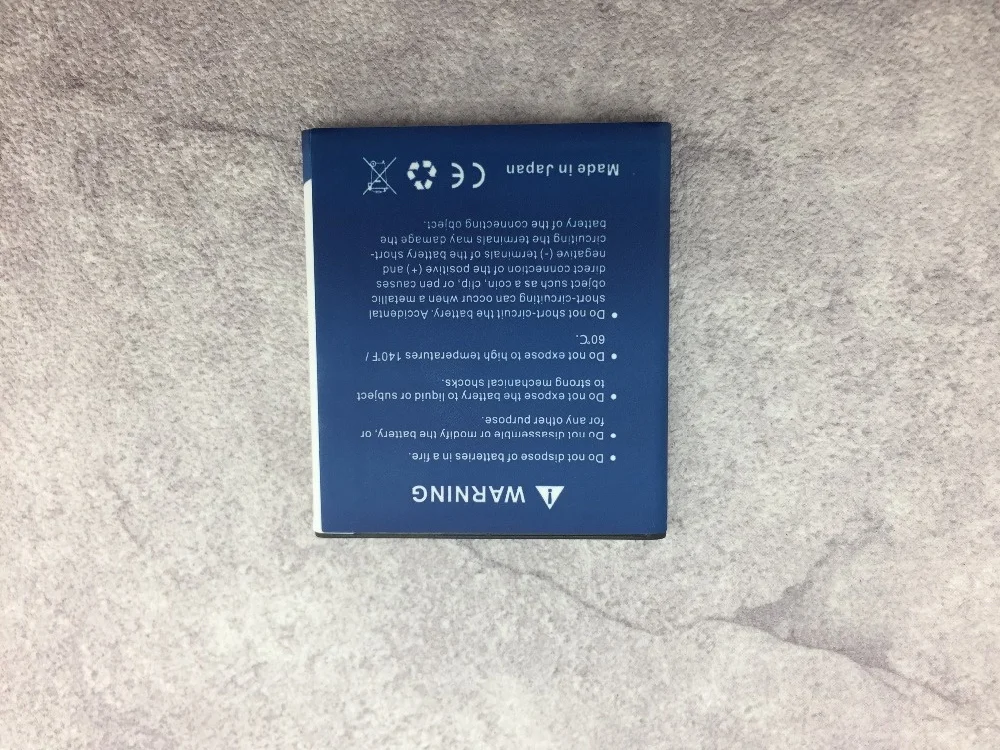 WARNING
• Do not dispose of batteries in a fire.
• Do not disassemble or modify the battery, or
for any other purpose.
• Do not expose the battery to liquid or subject
to strong mechanical shocks.
• Do not expose to high temperatures 140℉ /
60℃.
• Do not short-circuit the battery. Accidental
short-circuiting can occur when a metallic
object such as a coin, clip, or pen causes
direct connection of the positive (+) and
negative (-) terminals of the battery short-
circuiting the terminals may damage the
battery of the connecting object.
Made in Japan CE